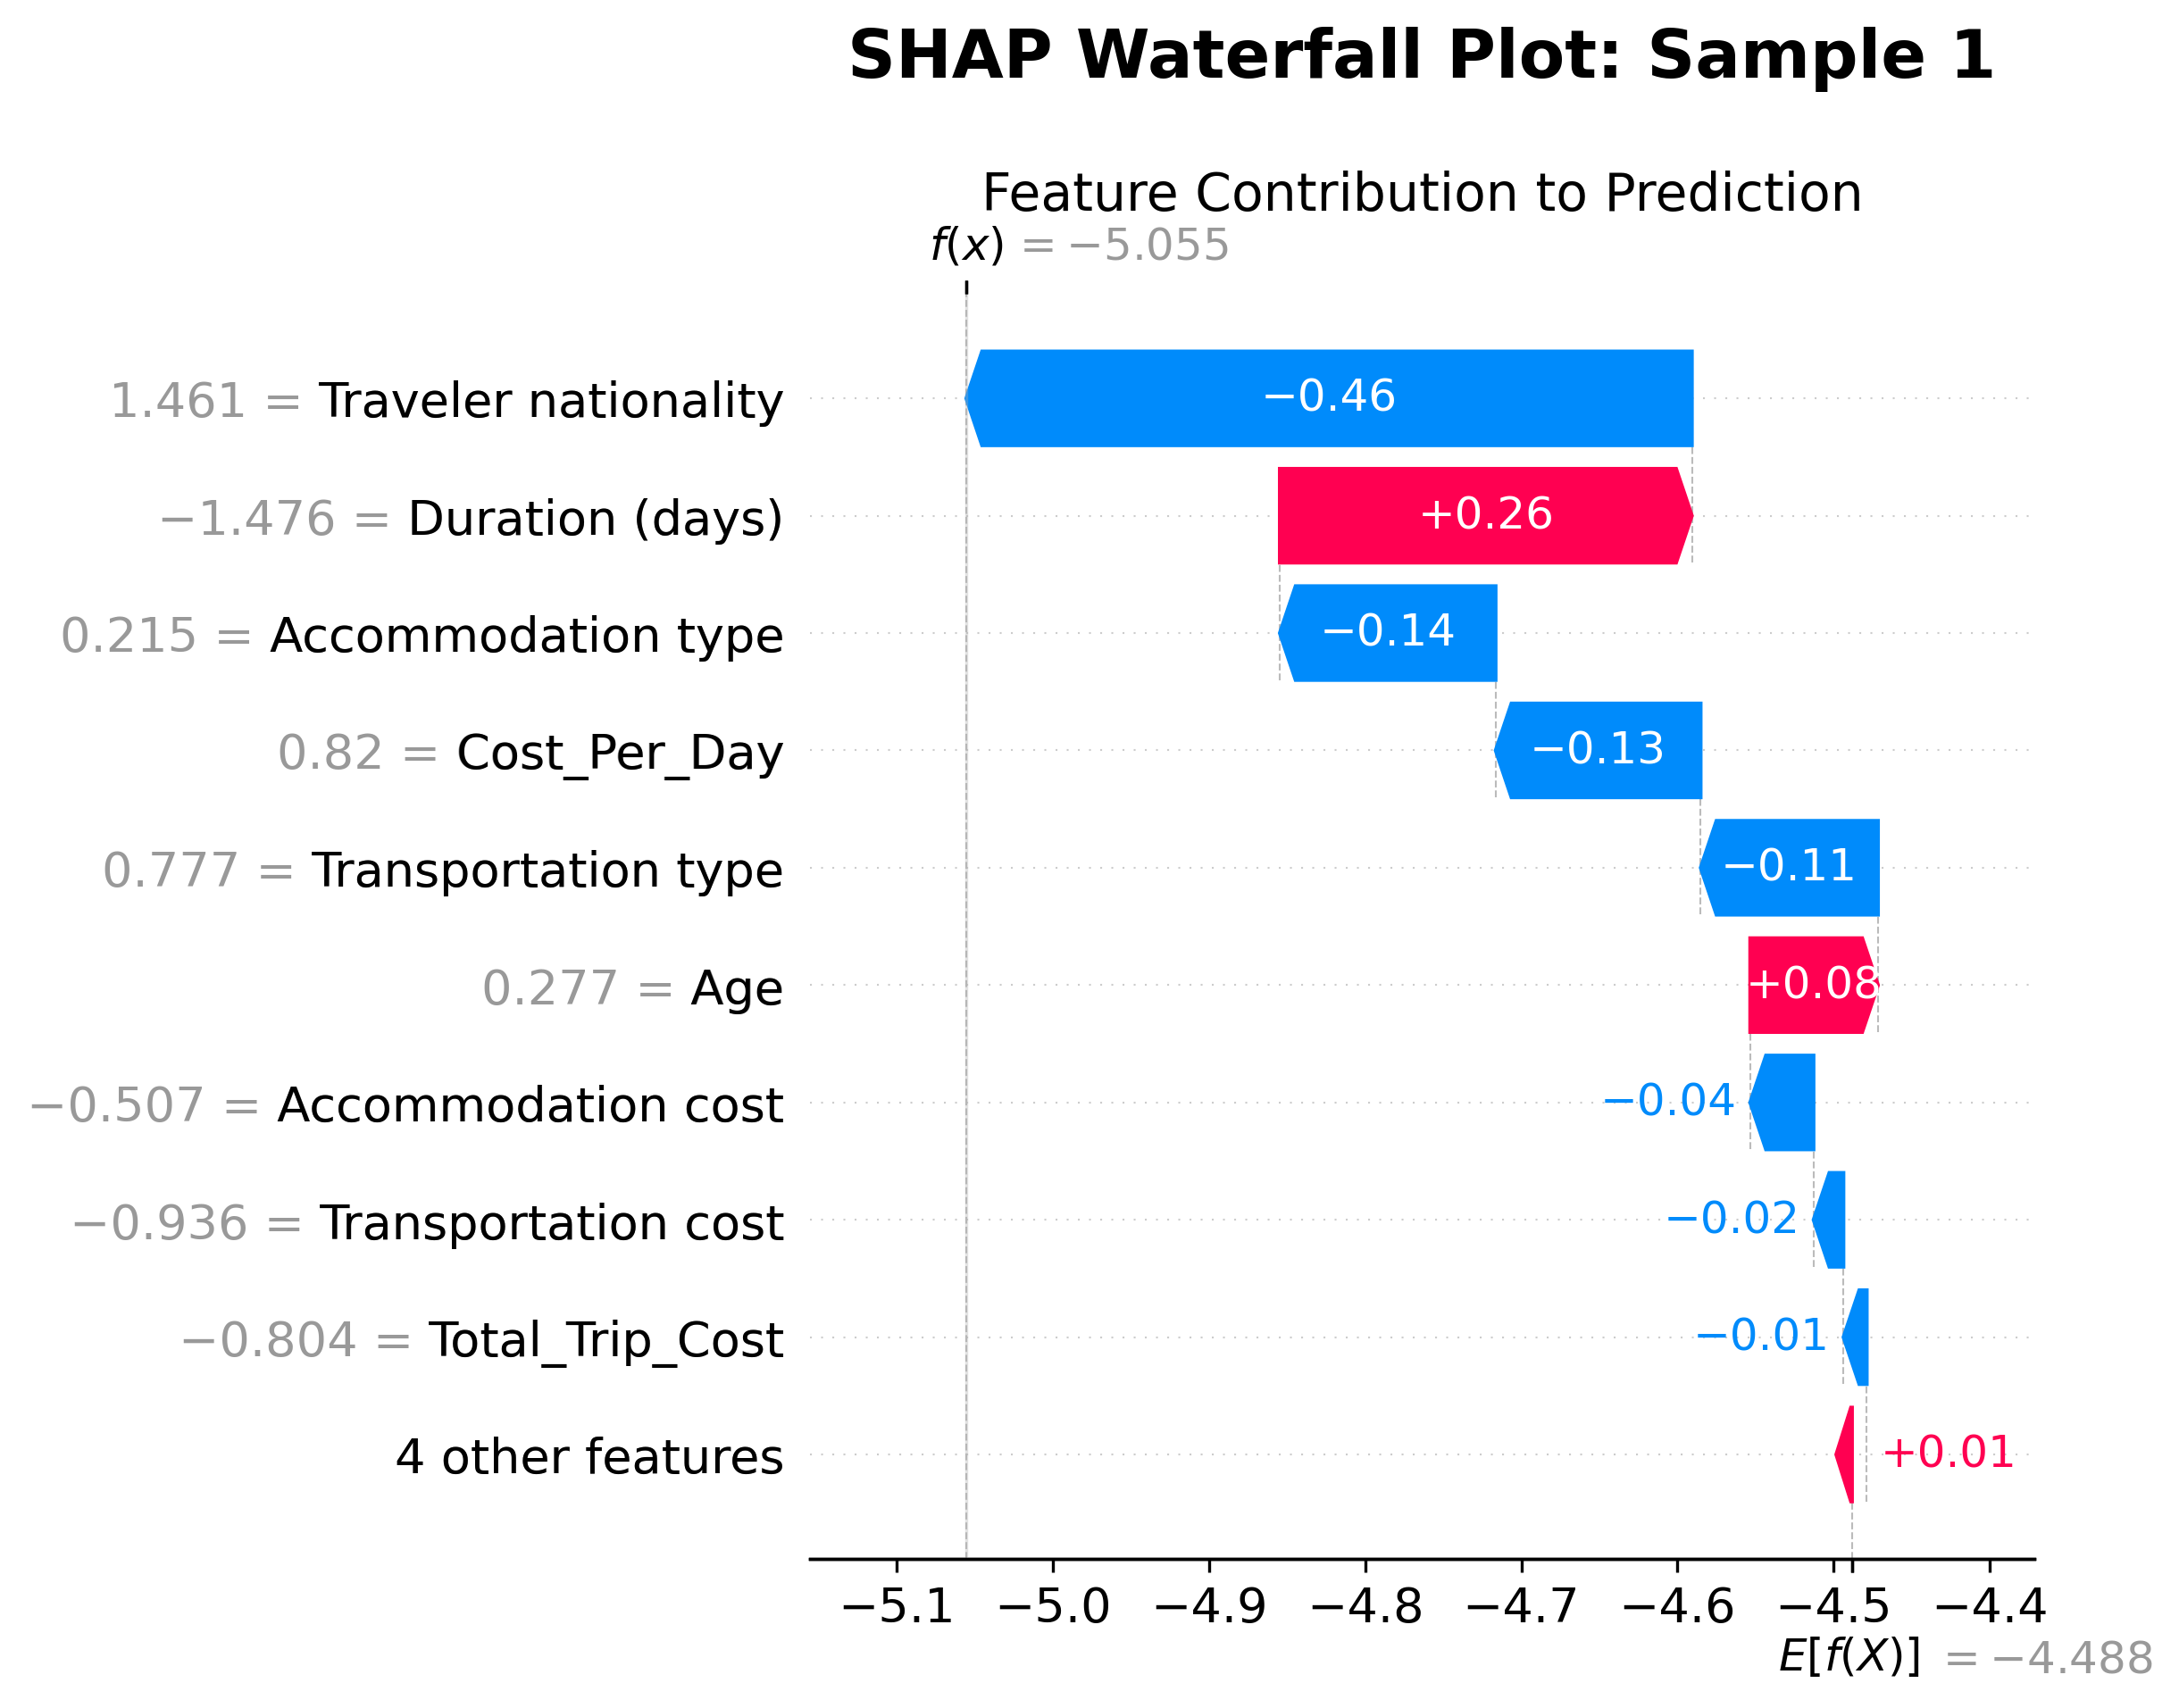 SHAP Waterfall Plot: Sample 1
Feature Contribution to Prediction
f(x) = −5.055
1.461 = Traveler nationality
−0.46
−1.476 = Duration (days)
+0.26
0.215 = Accommodation type
−0.14
0.82 = Cost_Per_Day
−0.13
0.777 = Transportation type
−0.11
0.277 = Age
+0.08
−0.507 = Accommodation cost
−0.04
−0.936 = Transportation cost
−0.02
−0.804 = Total_Trip_Cost
−0.01
4 other features
+0.01
−5.1 −5.0 −4.9 −4.8 −4.7 −4.6 −4.5 −4.4
E[f(X)] = −4.488